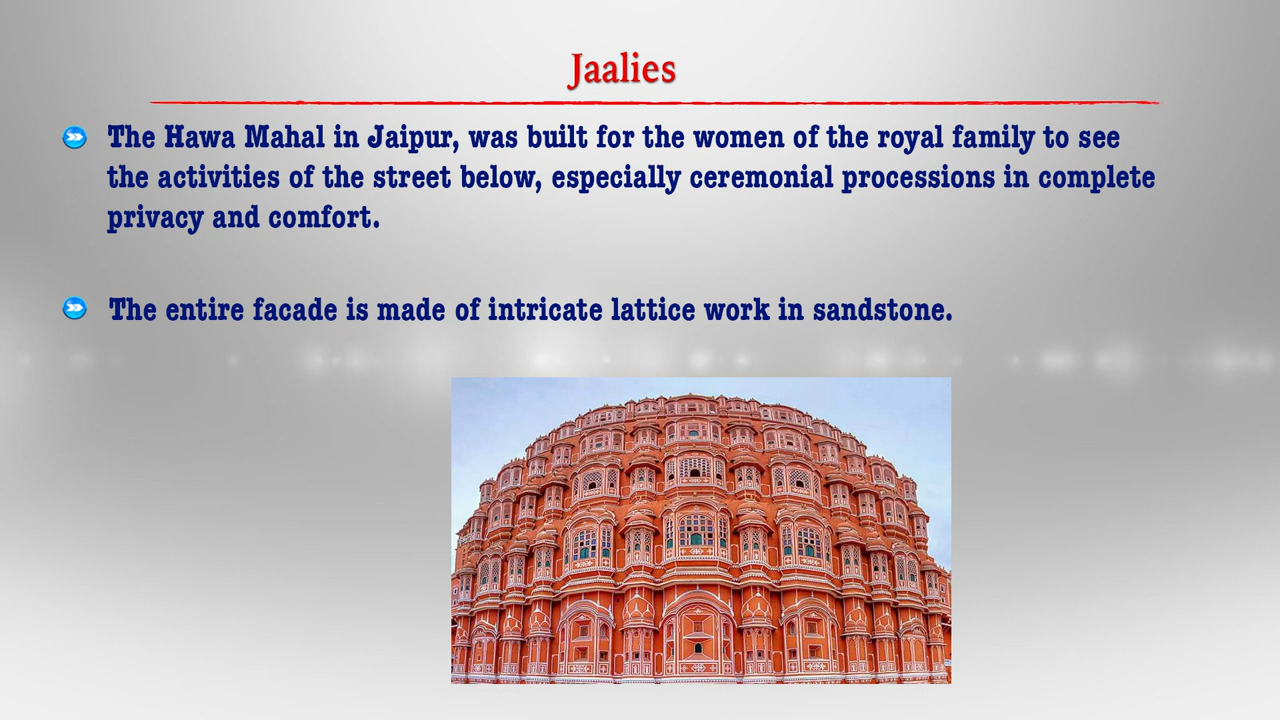 Jaalies
The Hawa Mahal in Jaipur, was built for the women of the royal family to see
the activities of the street below, especially ceremonial processions in complete
privacy and comfort.
The entire facade is made of intricate lattice work in sandstone.